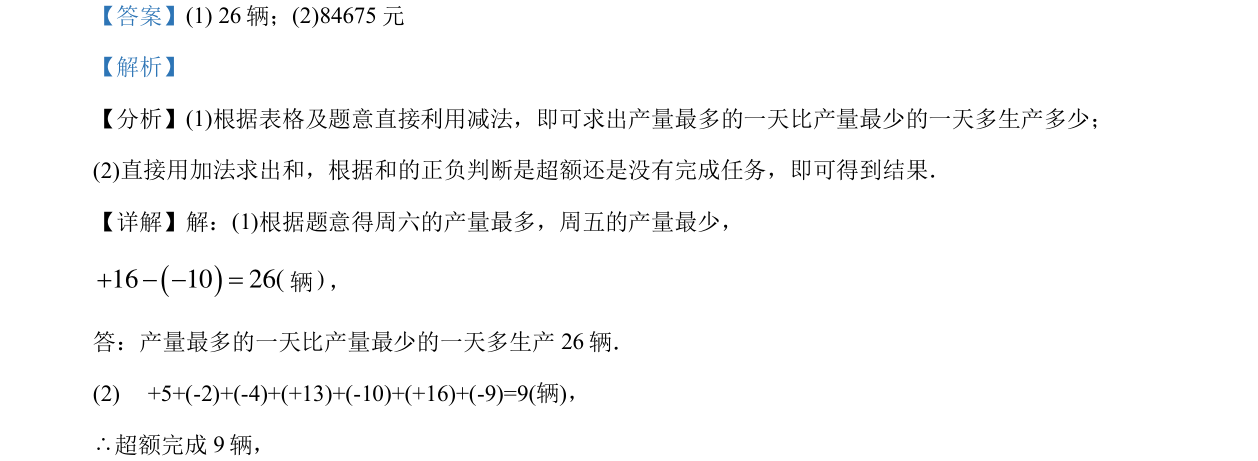 【答案】(1) 26 辆；(2)84675 元
【解析】
【分析】(1)根据表格及题意直接利用减法，即可求出产量最多的一天比产量最少的一天多生产多少；
(2)直接用加法求出和，根据和的正负判断是超额还是没有完成任务，即可得到结果．
【详解】解：(1)根据题意得周六的产量最多，周五的产量最少，
+16−(−10)=26( 辆)，
答：产量最多的一天比产量最少的一天多生产 26 辆．
(2) +5+(-2)+(-4)+(+13)+(-10)+(+16)+(-9)=9(辆)，
∴超额完成 9 辆，